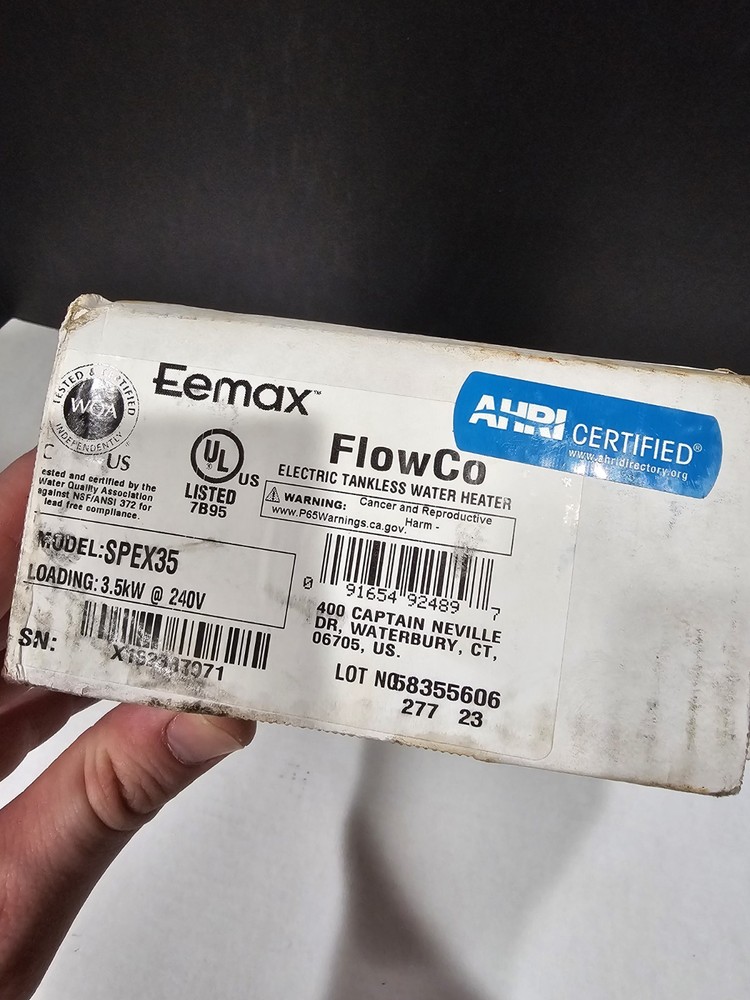 Eemax™
TESTED & CERTIFIED
WQA
INDEPENDENTLY
C US
ested and certified by the
Water Quality Association
against NSF/ANSI 372 for
lead free compliance.
UL
US
LISTED
7B95
AHRI CERTIFIED®
www.ahridirectory.org
FlowCo
ELECTRIC TANKLESS WATER HEATER
WARNING: Cancer and Reproductive
Harm -
www.P65Warnings.ca.gov.
MODEL:SPEX35
LOADING: 3.5kW @ 240V
SN:
0 91654 92489 7
400 CAPTAIN NEVILLE
DR, WATERBURY, CT,
06705, US.
LOT NO58355606
277 23